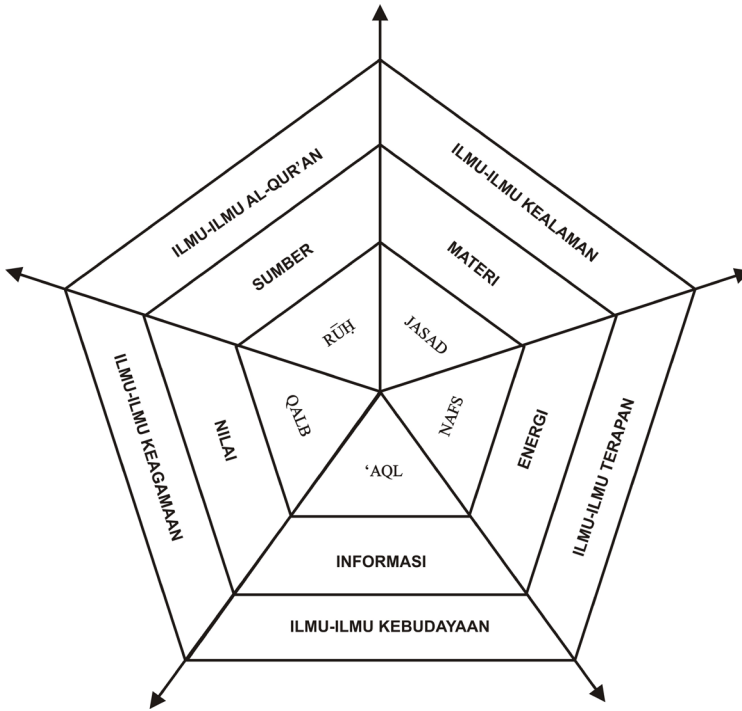 ILMU-ILMU AL-QUR’AN
ILMU-ILMU KEALAMAN
SUMBER
MATERI
RŪḤ
JASAD
ILMU-ILMU KEAGAMAAN
NILAI
QALB
NAFS
ENERGI
ILMU-ILMU TERAPAN
‘AQL
INFORMASI
ILMU-ILMU KEBUDAYAAN